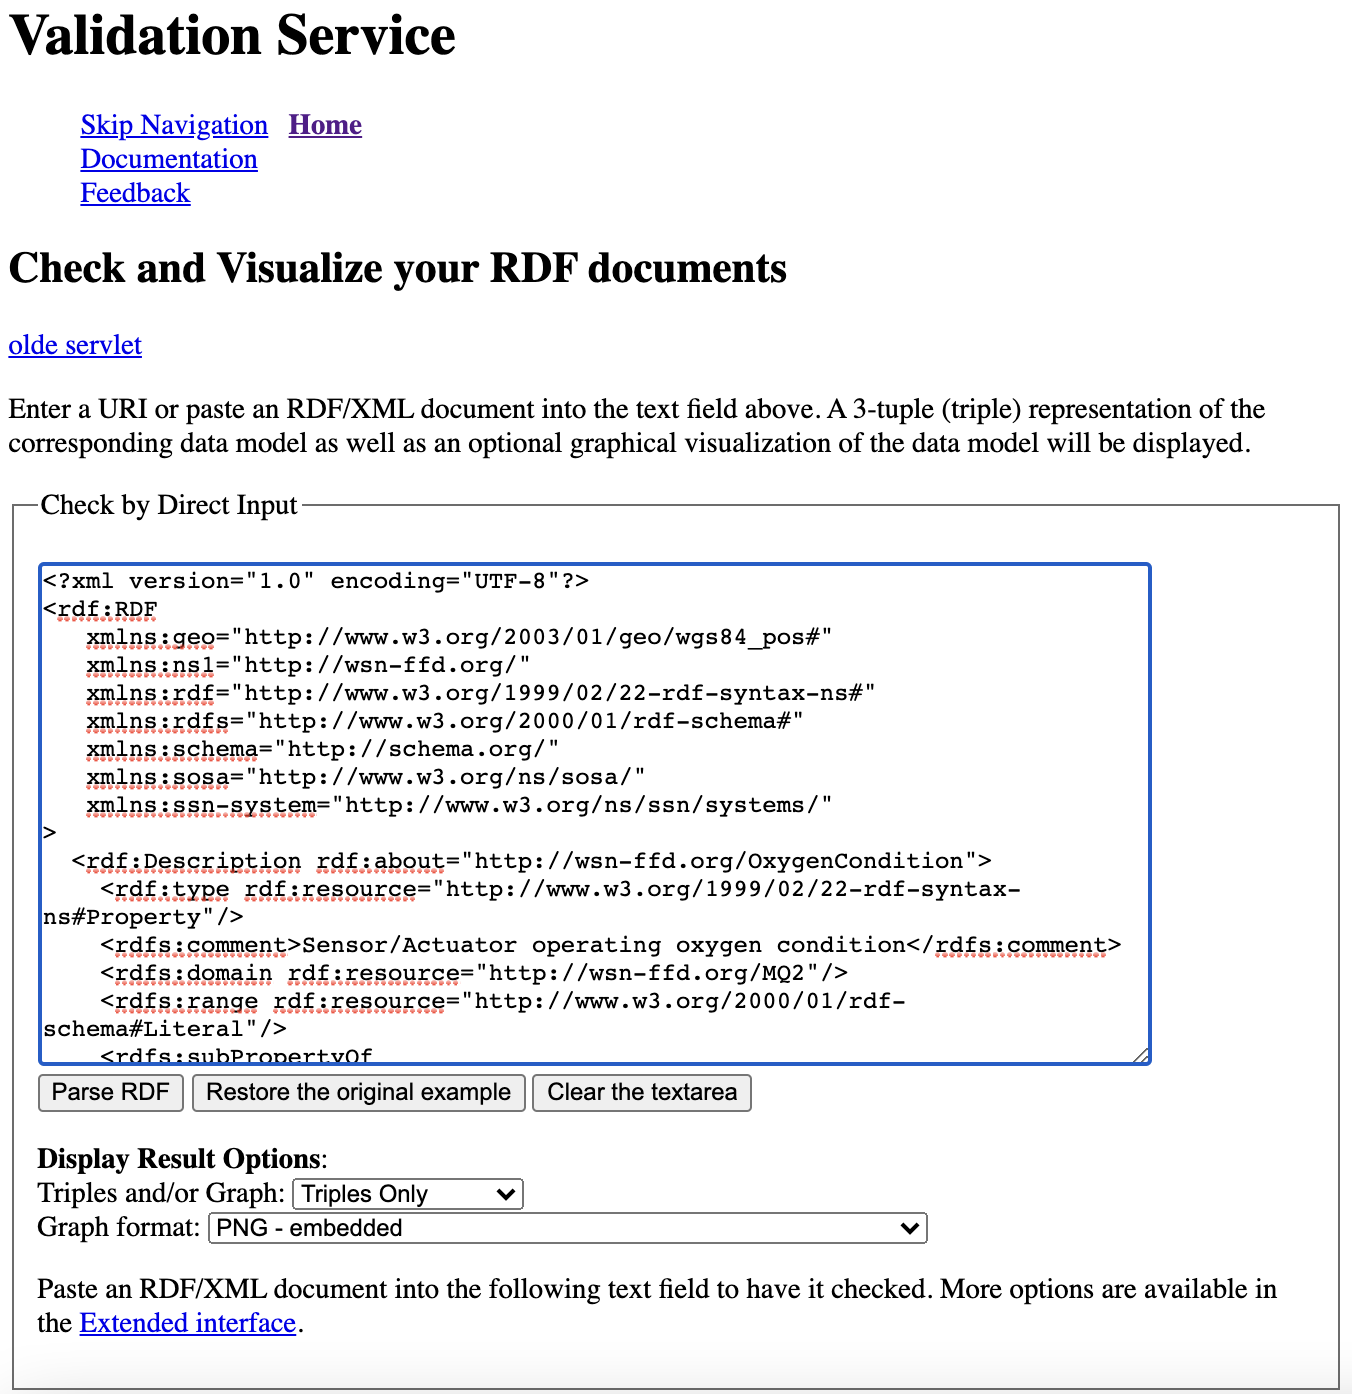 Validation Service
Skip Navigation Home
Documentation
Feedback
Check and Visualize your RDF documents
olde servlet
Enter a URI or paste an RDF/XML document into the text field above. A 3-tuple (triple) representation of the
corresponding data model as well as an optional graphical visualization of the data model will be displayed.
Check by Direct Input
<?xml version="1.0" encoding="UTF-8"?>
<rdf:RDF
   xmlns:geo="http://www.w3.org/2003/01/geo/wgs84_pos#"
   xmlns:ns1="http://wsn-ffd.org/"
   xmlns:rdf="http://www.w3.org/1999/02/22-rdf-syntax-ns#"
   xmlns:rdfs="http://www.w3.org/2000/01/rdf-schema#"
   xmlns:schema="http://schema.org/"
   xmlns:sosa="http://www.w3.org/ns/sosa/"
   xmlns:ssn-system="http://www.w3.org/ns/ssn/systems/"
>
  <rdf:Description rdf:about="http://wsn-ffd.org/OxygenCondition">
    <rdf:type rdf:resource="http://www.w3.org/1999/02/22-rdf-syntax-
ns#Property"/>
    <rdfs:comment>Sensor/Actuator operating oxygen condition</rdfs:comment>
    <rdfs:domain rdf:resource="http://wsn-ffd.org/MQ2"/>
    <rdfs:range rdf:resource="http://www.w3.org/2000/01/rdf-
schema#Literal"/>
    <rdfs:subPropertyOf
Parse RDF Restore the original example Clear the textarea
Display Result Options:
Triples and/or Graph: Triples Only
Graph format: PNG - embedded
Paste an RDF/XML document into the following text field to have it checked. More options are available in
the Extended interface.